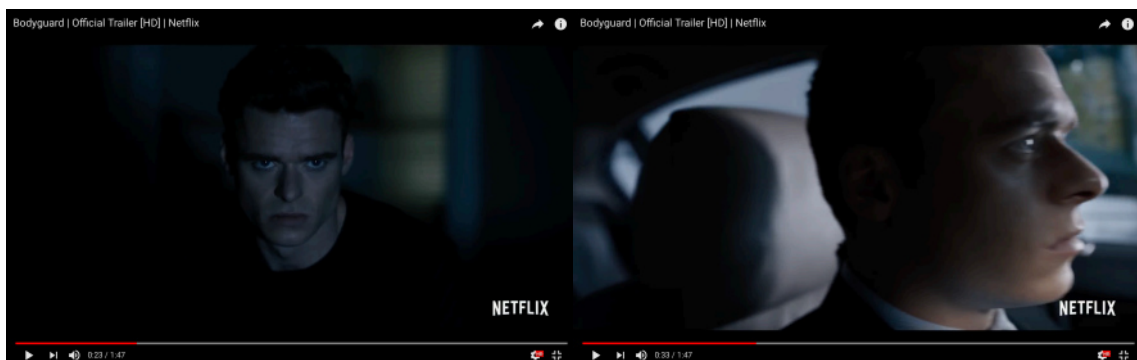 Bodyguard | Official Trailer [HD] | Netflix
Bodyguard | Official Trailer [HD] | Netflix
NETFLIX
NETFLIX
0:23 / 1:47
0:33 / 1:47